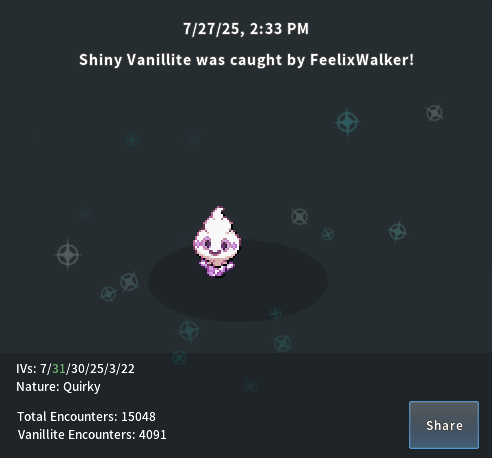 7/27/25, 2:33 PM
Shiny Vanillite was caught by FeelixWalker!
IVs: 7/31/30/25/3/22
Nature: Quirky
Total Encounters: 15048
Vanillite Encounters: 4091
Share